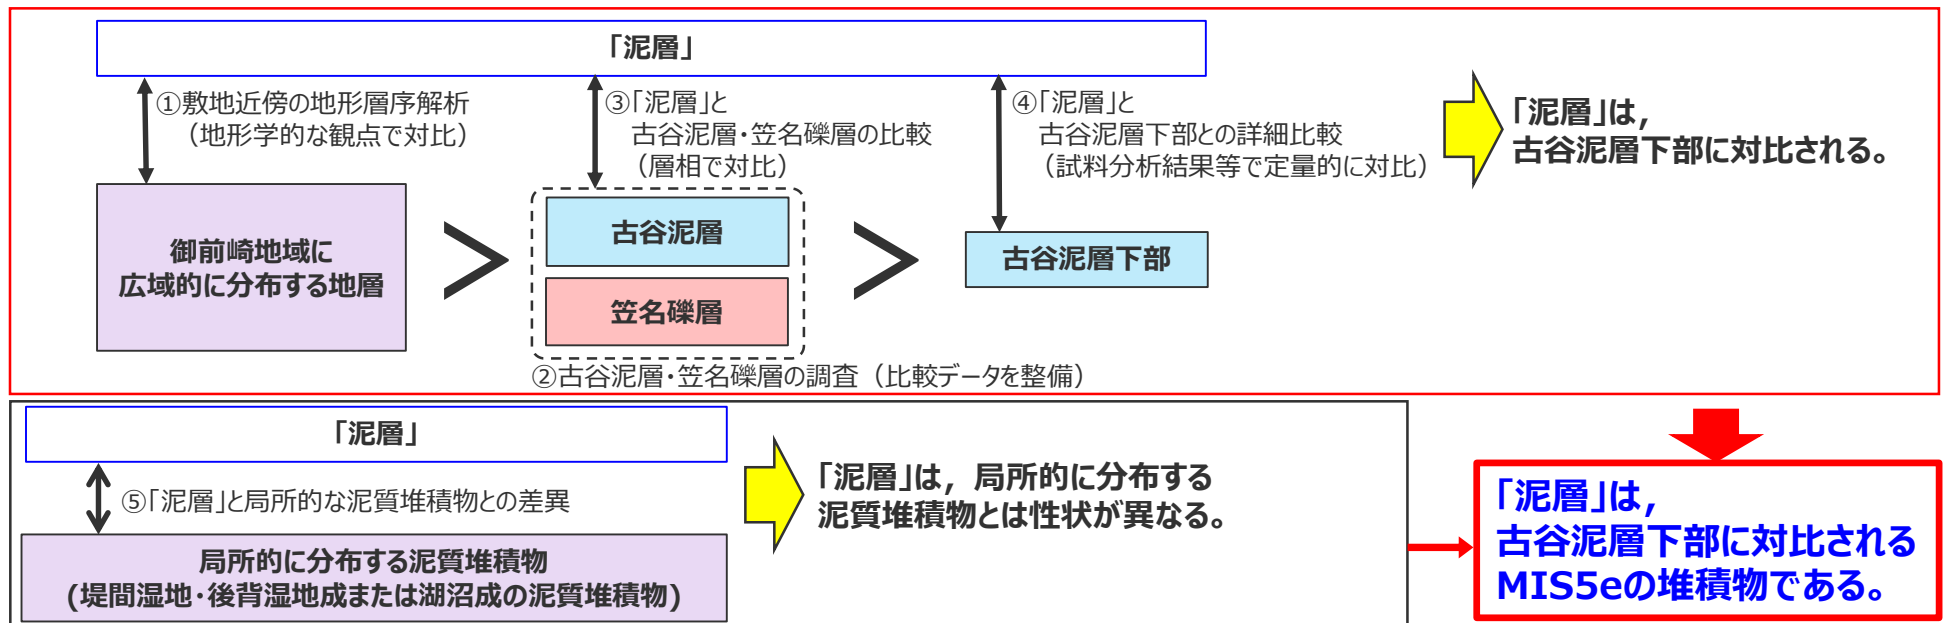 「泥層」
①敷地近傍の地形層序解析
（地形学的な観点で対比）
③「泥層」と
古谷泥層・笠名礫層の比較
（層相で対比）
④「泥層」と
古谷泥層下部との詳細比較
（試料分析結果等で定量的に対比）
「泥層」は，
古谷泥層下部に対比される。
御前崎地域に
広域的に分布する地層
古谷泥層
笠名礫層
古谷泥層下部
②古谷泥層・笠名礫層の調査（比較データを整備）
「泥層」
⑤「泥層」と局所的な泥質堆積物との差異
局所的に分布する泥質堆積物
(堤間湿地・後背湿地成または湖沼成の泥質堆積物)
「泥層」は，局所的に分布する
泥質堆積物とは性状が異なる。
「泥層」は，
古谷泥層下部に対比される
MIS5eの堆積物である。